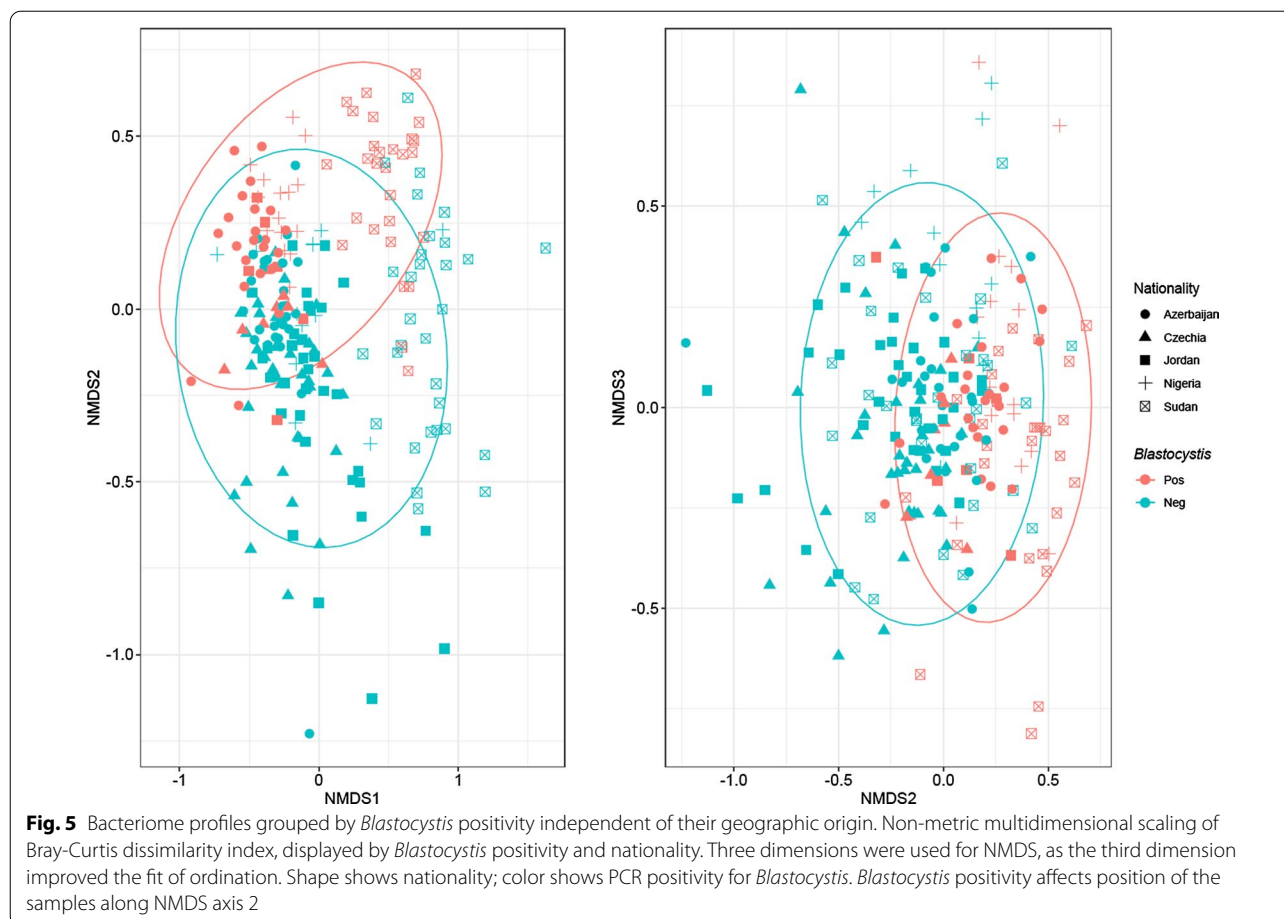 0.5
0.0
-0.5
-1.0
NMDS2
-1
0
1
NMDS1
0.5
0.0
-0.5
NMDS3
-1.0
-0.5
0.0
0.5
NMDS2
Nationality
Azerbaijan
Czechia
Jordan
Nigeria
Sudan
Blastocystis
Pos
Neg
Fig. 5 Bacteriome profiles grouped by Blastocystis positivity independent of their geographic origin. Non-metric multidimensional scaling of
Bray-Curtis dissimilarity index, displayed by Blastocystis positivity and nationality. Three dimensions were used for NMDS, as the third dimension
improved the fit of ordination. Shape shows nationality; color shows PCR positivity for Blastocystis. Blastocystis positivity affects position of the
samples along NMDS axis 2